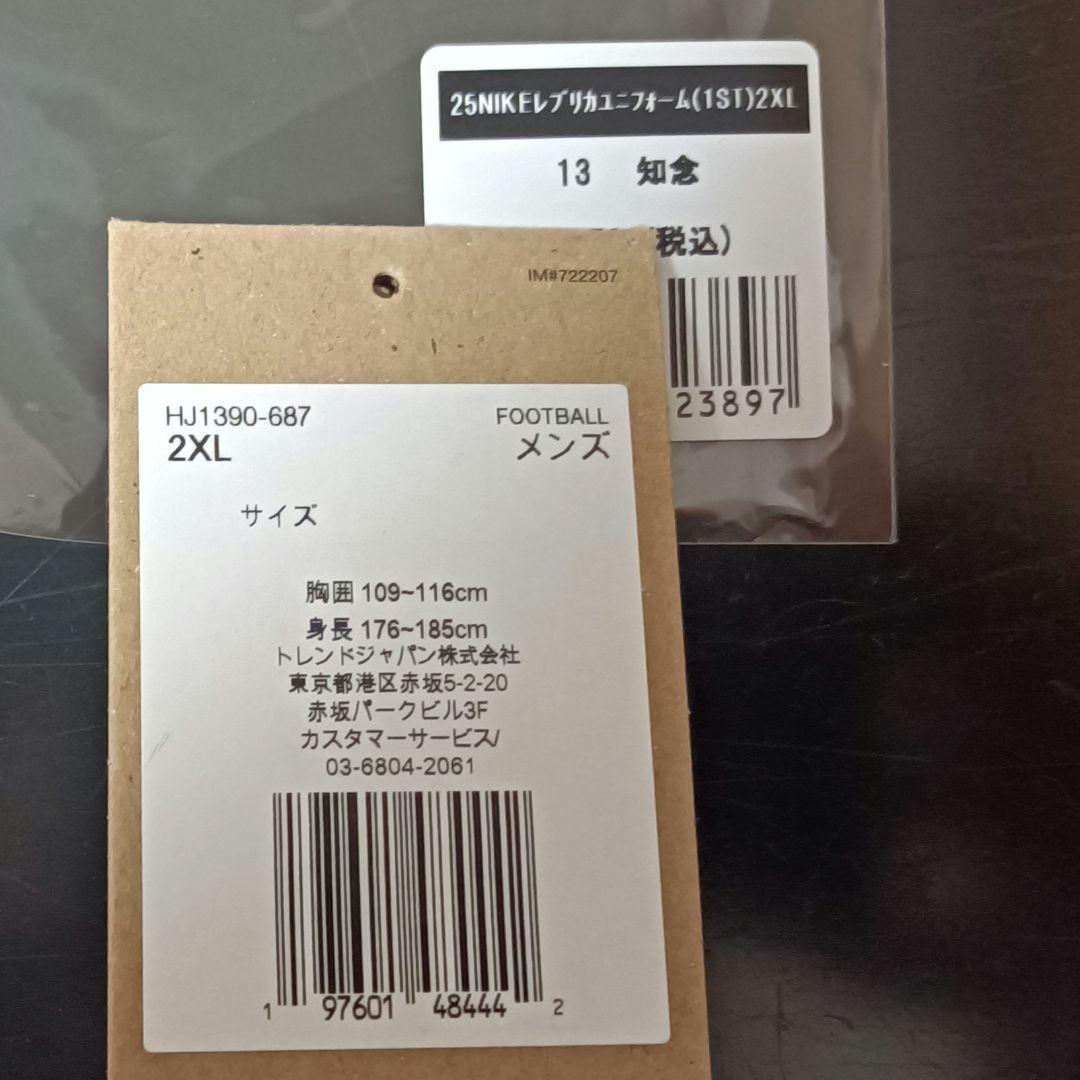 25NIKEレプリカユニフォーム(1ST)2XL
13 知念
税込)
23897
IM#722207
HJ1390-687 FOOTBALL
2XL メンズ
サイズ
胸囲 109~116cm
身長 176~185cm
トレンドジャパン株式会社
東京都港区赤坂5-2-20
赤坂パークビル3F
カスタマーサービス/
03-6804-2061
1 97601 48444 2